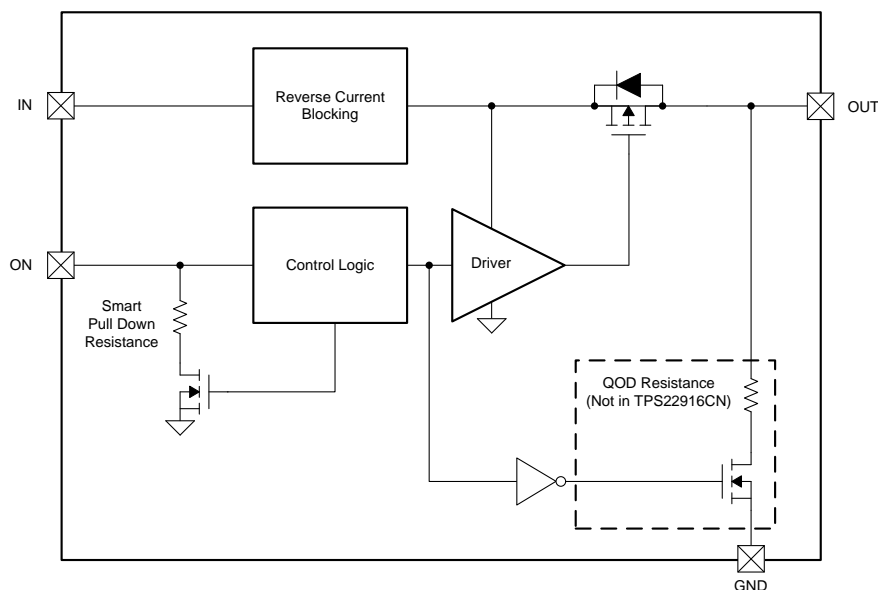 IN
Reverse Current
Blocking
OUT
ON
Control Logic
Driver
Smart
Pull Down
Resistance
QOD Resistance
(Not in TPS22916CN)
GND